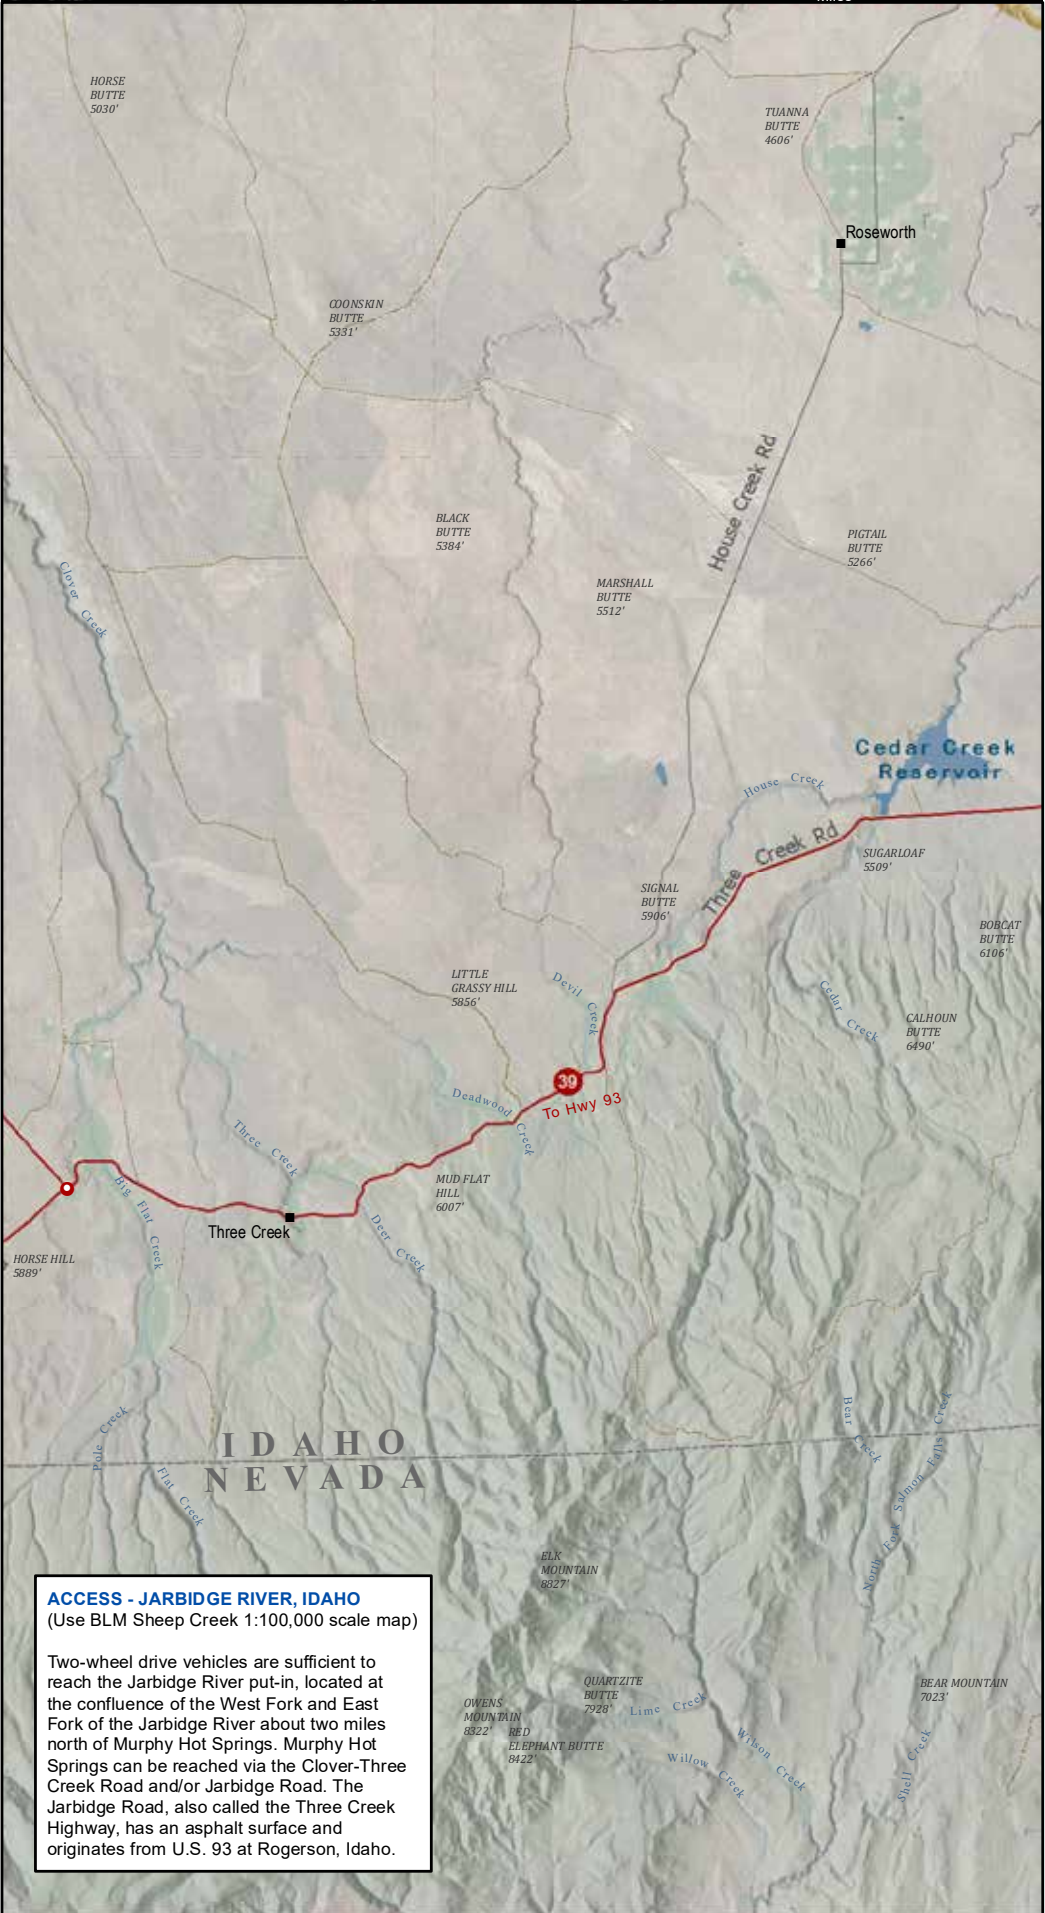 HORSE
BUTTE
5030'
TUANNA
BUTTE
4606'
Roseworth
COONSKIN
BUTTE
5331'
House Creek Rd
BLACK
BUTTE
5384'
PIGTAIL
BUTTE
5266'
MARSHALL
BUTTE
5512'
Clover Creek
Cedar Creek
Reservoir
House Creek
Three Creek Rd
SUGARLOAF
5509'
SIGNAL
BUTTE
5906'
BOBCAT
BUTTE
6106'
LITTLE
GRASSY HILL
5856'
Devil Creek
Cedar Creek
CALHOUN
BUTTE
6490'
39
To Hwy 93
Deadwood Creek
Three Creek
MUD FLAT
HILL
6007'
Big Flat Creek
Three Creek
Deer Creek
HORSE HILL
5889'
Pole Creek
Bear Creek
North Fork Salmon Falls Creek
IDAHO
NEVADA
Flat Creek
ELK
MOUNTAIN
8827'
QUARTZITE
BUTTE
7928'
BEAR MOUNTAIN
7023'
OWENS
MOUNTAIN
8322'
Lime Creek
RED
ELEPHANT BUTTE
8422'
Wilson Creek
Willow Creek
Shell Creek
ACCESS - JARBIDGE RIVER, IDAHO
(Use BLM Sheep Creek 1:100,000 scale map)
Two-wheel drive vehicles are sufficient to
reach the Jarbidge River put-in, located at
the confluence of the West Fork and East
Fork of the Jarbidge River about two miles
north of Murphy Hot Springs. Murphy Hot
Springs can be reached via the Clover-Three
Creek Road and/or Jarbidge Road. The
Jarbidge Road, also called the Three Creek
Highway, has an asphalt surface and
originates from U.S. 93 at Rogerson, Idaho.